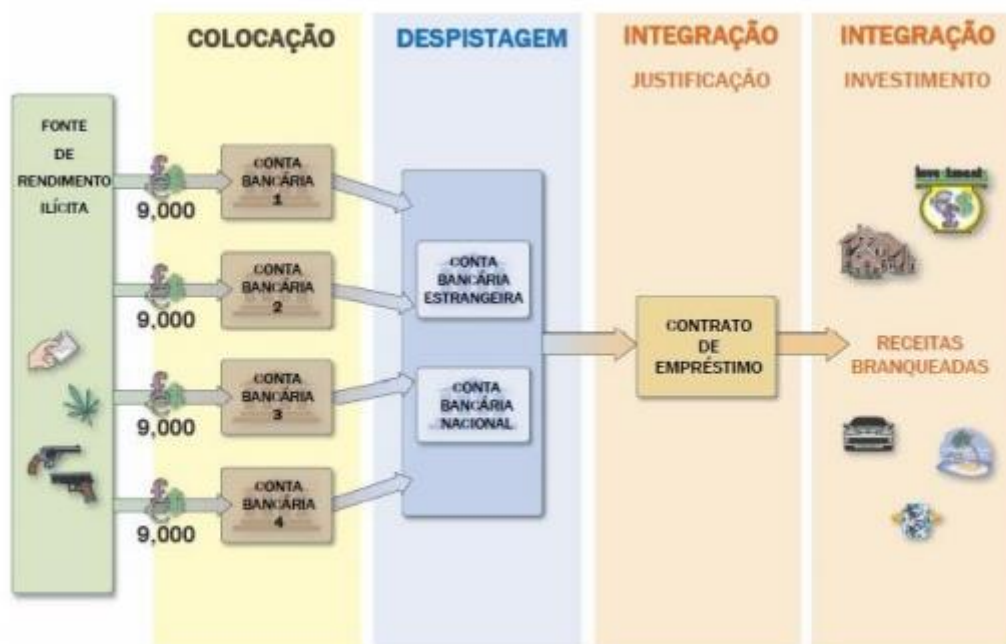 COLOCAÇÃO
DESPISTAGEM
INTEGRAÇÃO
JUSTIFICAÇÃO
INTEGRAÇÃO
INVESTIMENTO
FONTE
DE
RENDIMENTO
ILÍCITA
9,000
CONTA
BANCÁRIA
1
9,000
CONTA
BANCÁRIA
2
9,000
CONTA
BANCÁRIA
3
9,000
CONTA
BANCÁRIA
4
CONTA
BANCÁRIA
ESTRANGEIRA
CONTA
BANCÁRIA
NACIONAL
CONTRATO
DE
EMPRÉSTIMO
Investments
RECEITAS
BRANQUEADAS